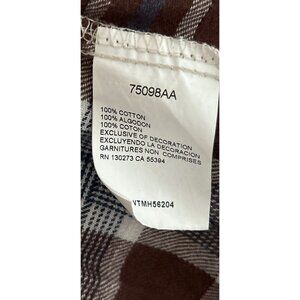 75098AA
100% COTTON
100% ALGODON
100% COTON
EXCLUSIVE OF DECORATION
EXCLUYENDO LA DECORACION
GARNITURES NON COMPRISES
RN 130273 CA 55394
VTMH56204